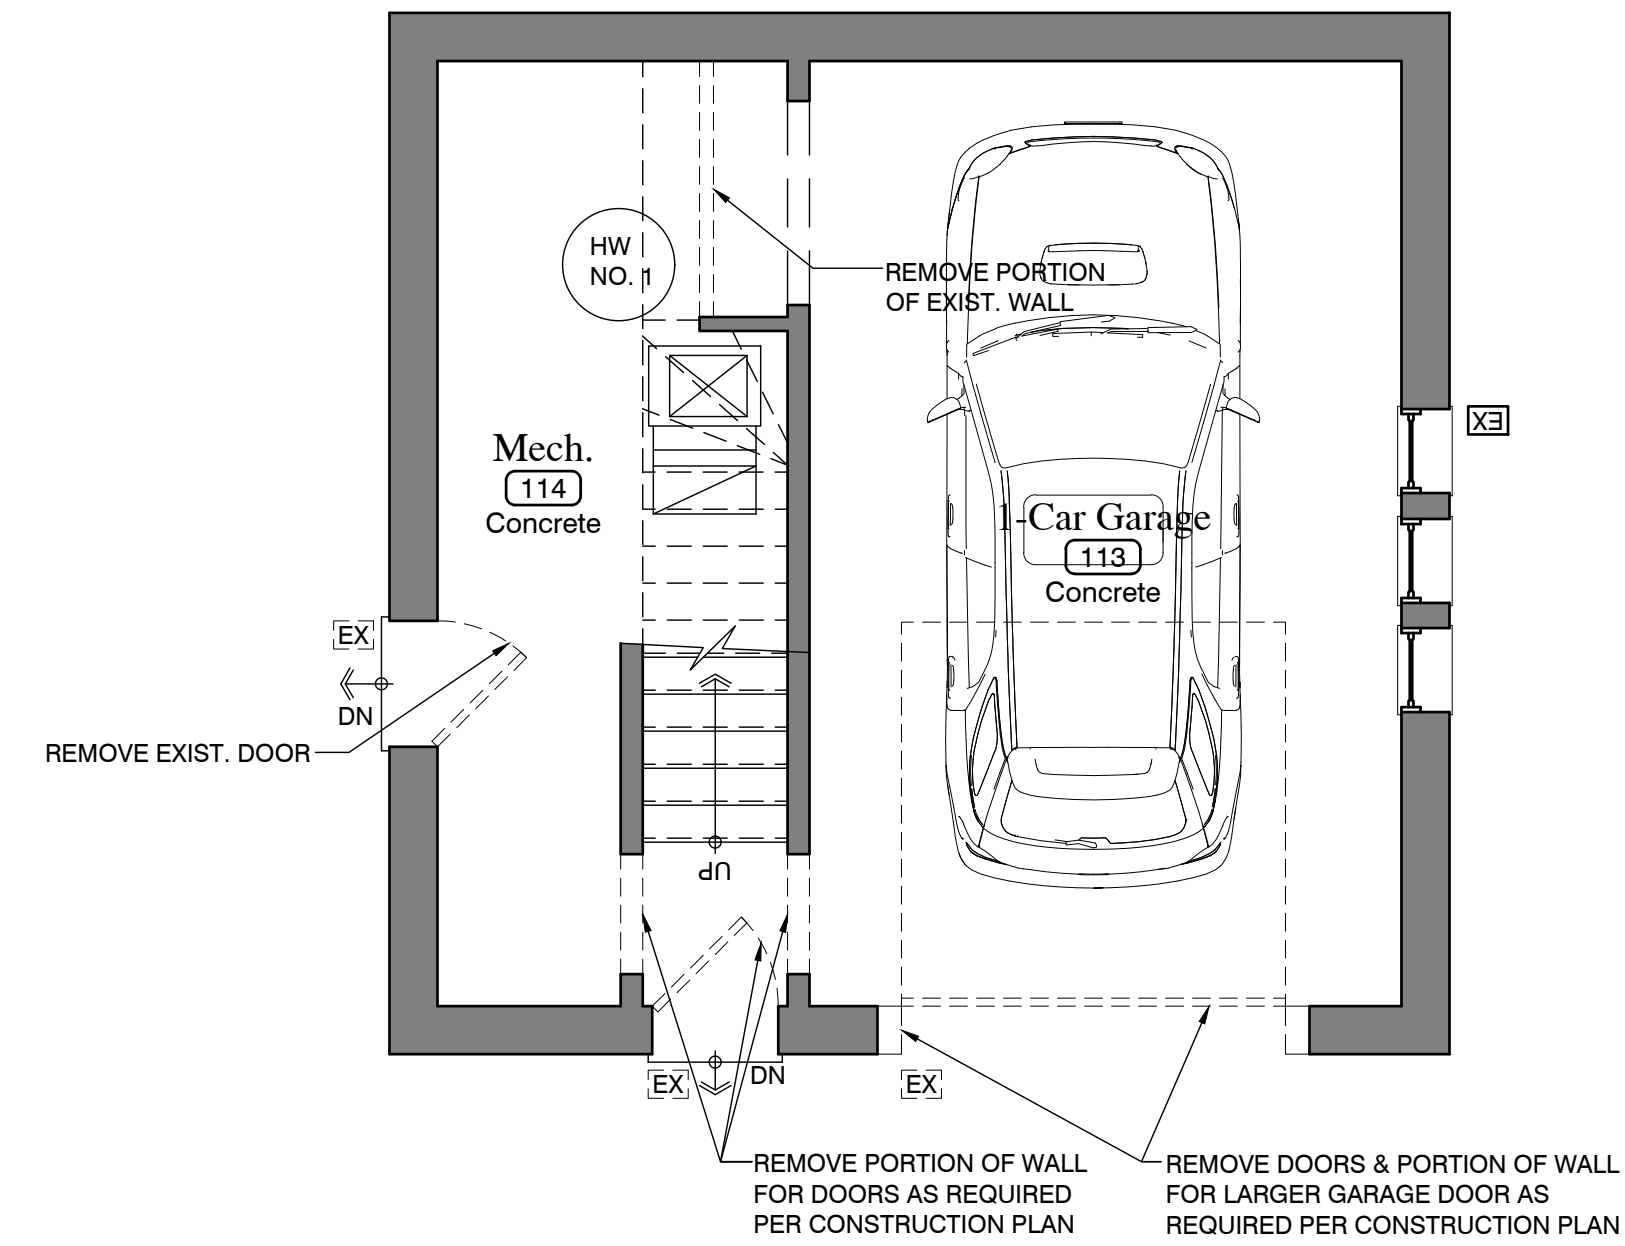 HW
NO. 1
REMOVE PORTION
OF EXIST. WALL
EX
Mech.
114
Concrete
1-Car Garage
113
Concrete
EX
DN
REMOVE EXIST. DOOR
UP
EX
DN
EX
REMOVE PORTION OF WALL
FOR DOORS AS REQUIRED
PER CONSTRUCTION PLAN
REMOVE DOORS & PORTION OF WALL
FOR LARGER GARAGE DOOR AS
REQUIRED PER CONSTRUCTION PLAN